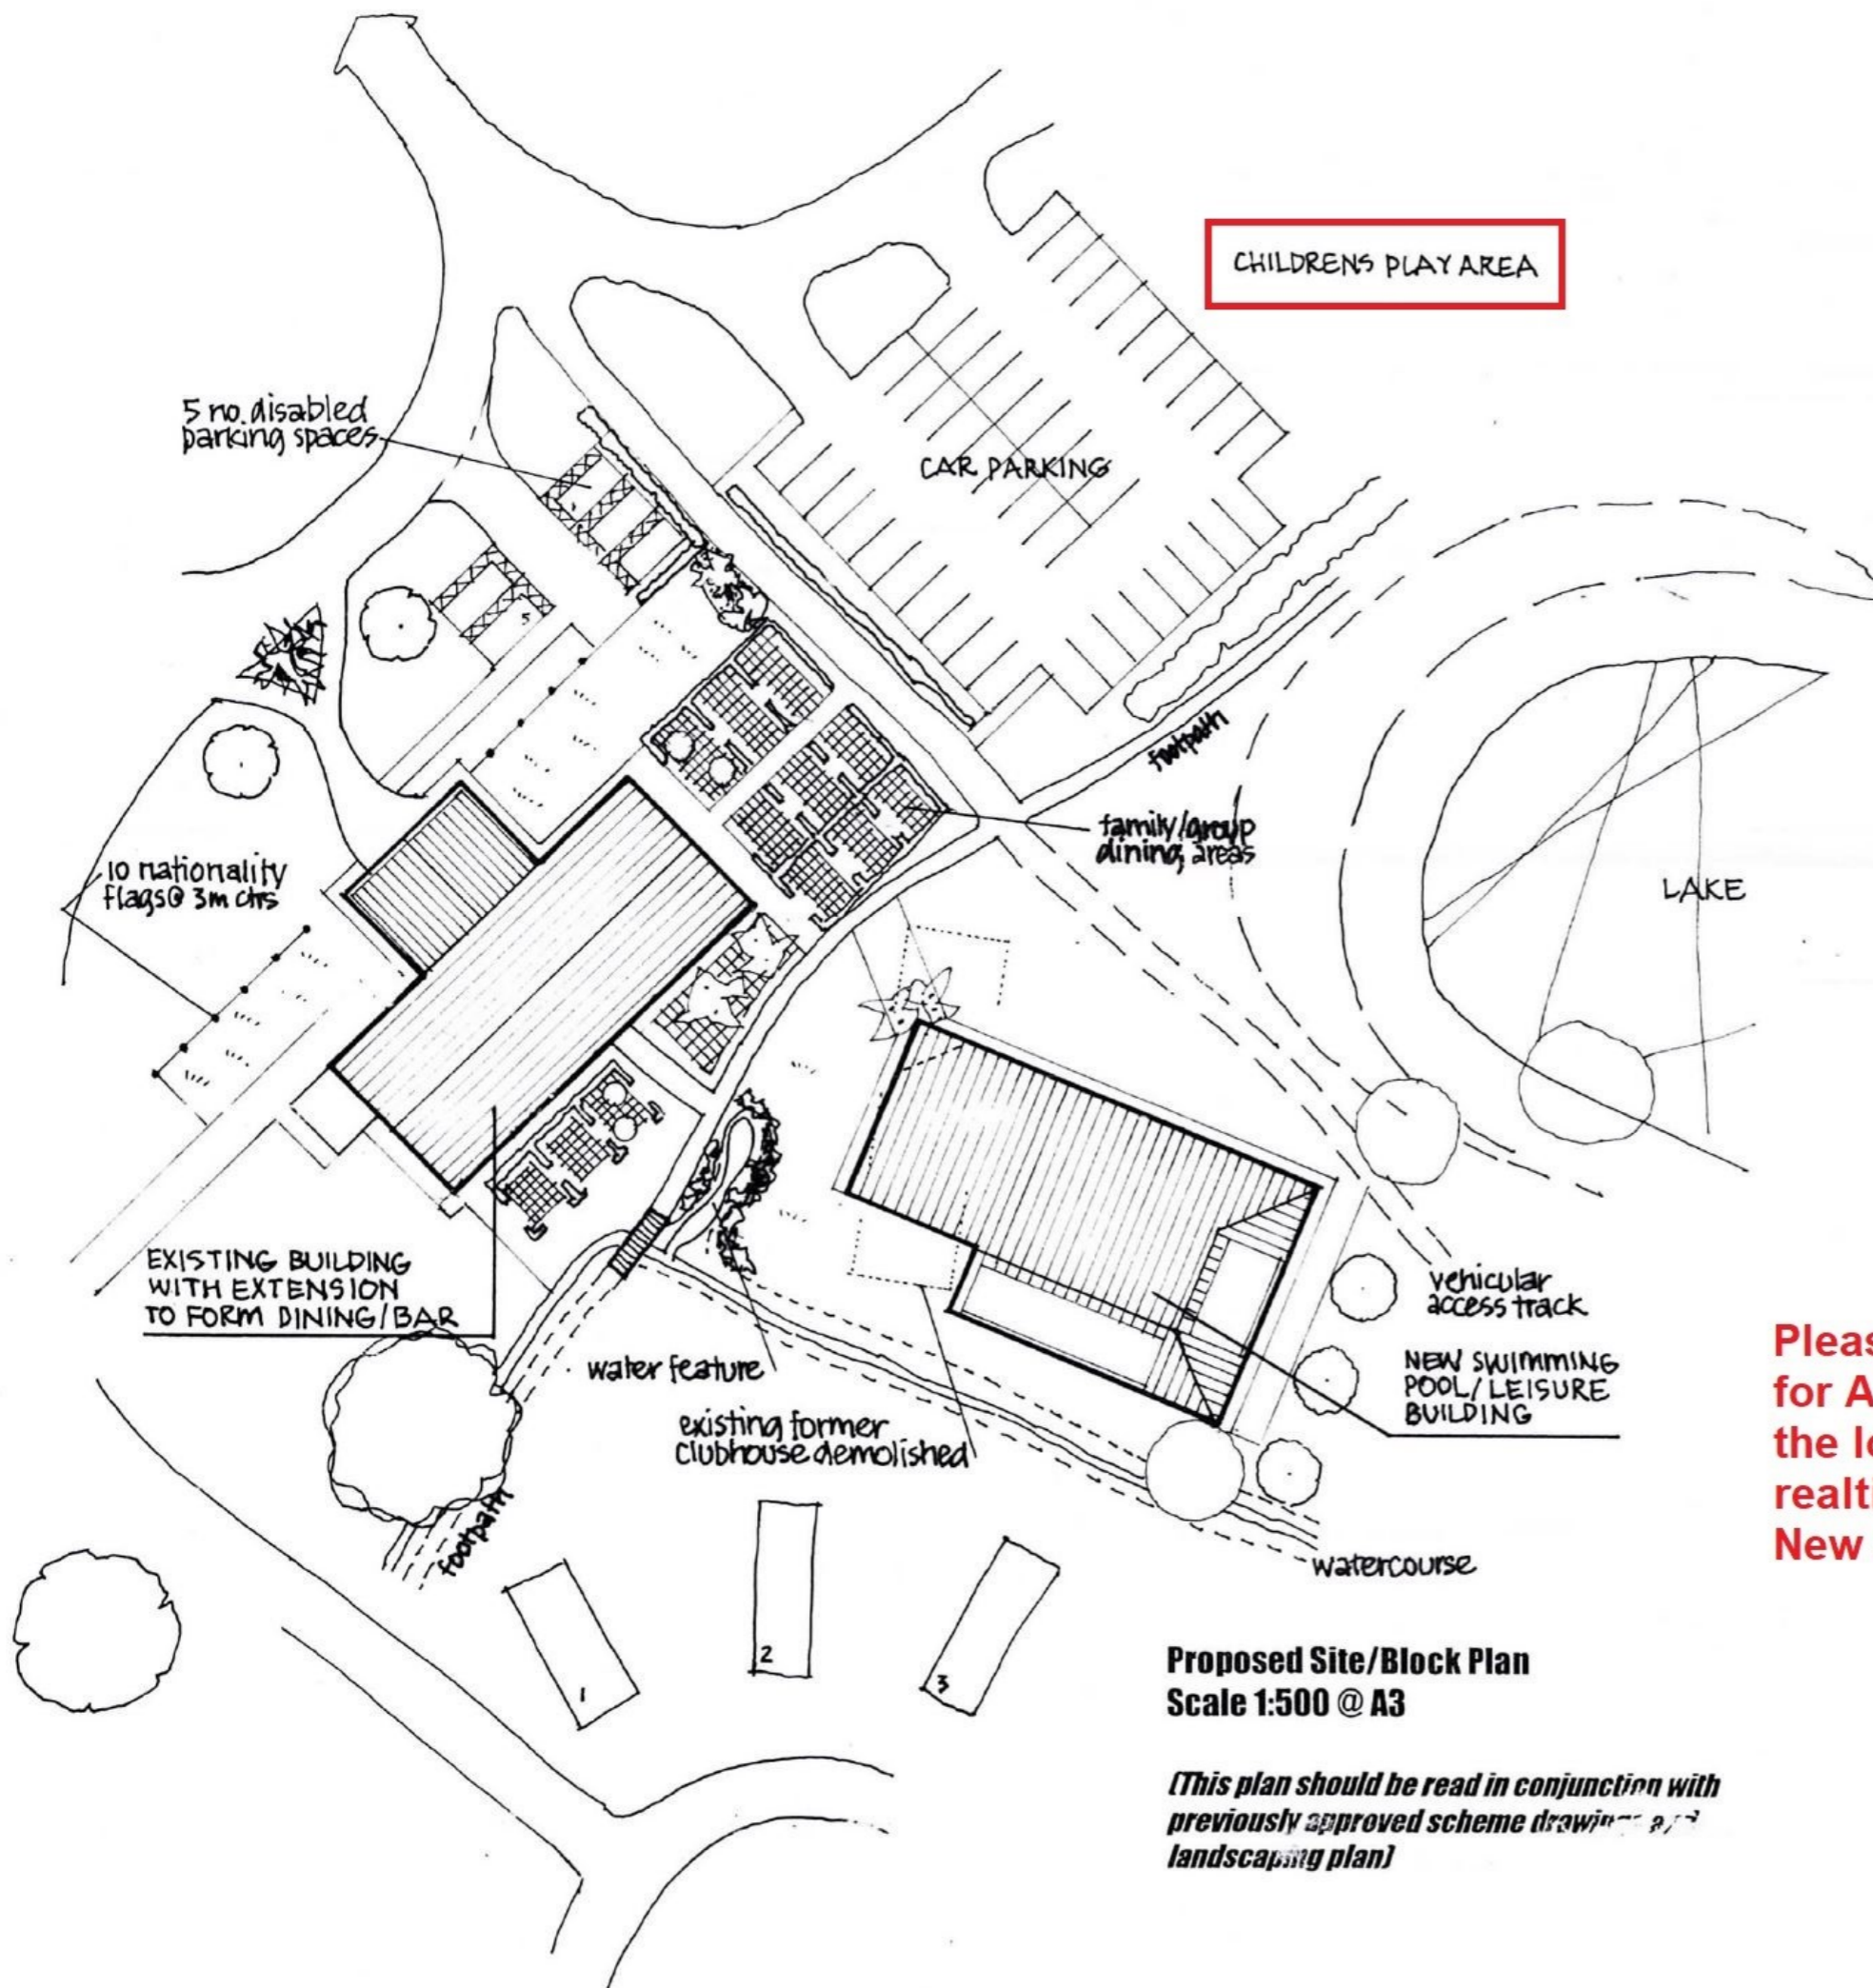 CHILDRENS PLAY AREA
5 no. disabled
parking spaces
CAR PARKING
5
footpath
family/group
dining areas
10 nationality
flags@ 3m ctrs
LAKE
EXISTING BUILDING
WITH EXTENSION
TO FORM DINING/BAR
vehicular
access track
water feature
NEW SWIMMING
POOL/LEISURE
BUILDING
existing former
clubhouse demolished
footpath
watercourse
1
2
3
Proposed Site/Block Plan
Scale 1:500 @ A3
(This plan should be read in conjunction with
previously approved scheme drawings and
landscaping plan)
Pleas
for A
the lo
realt
New